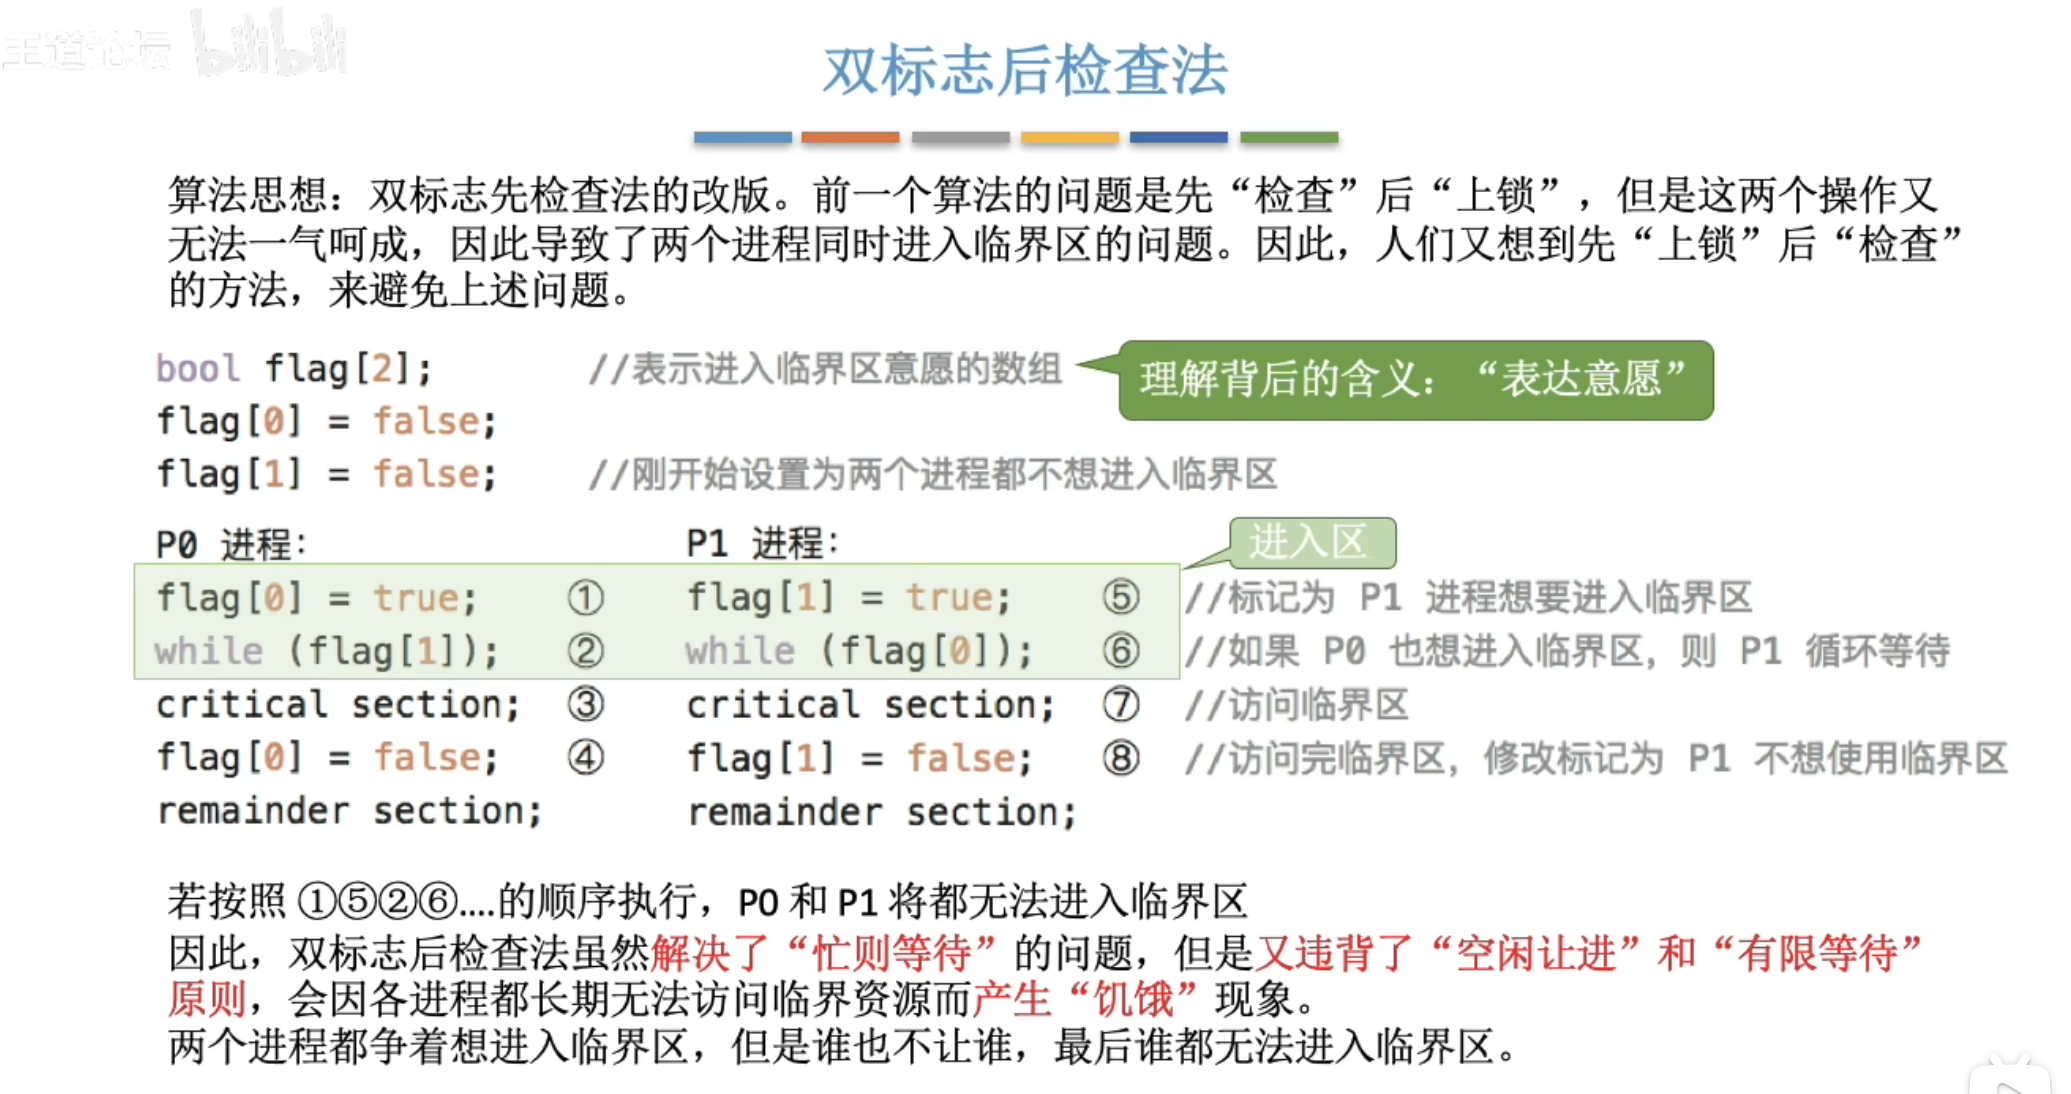 王道论坛 bilibili
双标志后检查法
算法思想：双标志先检查法的改版。前一个算法的问题是先“检查”后“上锁”，但是这两个操作又
无法一气呵成，因此导致了两个进程同时进入临界区的问题。因此，人们又想到先“上锁”后“检查”
的方法，来避免上述问题。
bool flag[2]; //表示进入临界区意愿的数组
理解背后的含义：“表达意愿”
flag[0] = false;
flag[1] = false; //刚开始设置为两个进程都不想进入临界区
P0 进程： P1 进程：
进入区
flag[0] = true; ① flag[1] = true; ⑤ //标记为 P1 进程想要进入临界区
while (flag[1]); ② while (flag[0]); ⑥ //如果 P0 也想进入临界区，则 P1 循环等待
critical section; ③ critical section; ⑦ //访问临界区
flag[0] = false; ④ flag[1] = false; ⑧ //访问完临界区，修改标记为 P1 不想使用临界区
remainder section; remainder section;
若按照 ①⑤②⑥….的顺序执行，P0 和 P1 将都无法进入临界区
因此，双标志后检查法虽然解决了“忙则等待”的问题，但是又违背了“空闲让进”和“有限等待”
原则，会因各进程都长期无法访问临界资源而产生“饥饿”现象。
两个进程都争着想进入临界区，但是谁也不让谁，最后谁都无法进入临界区。